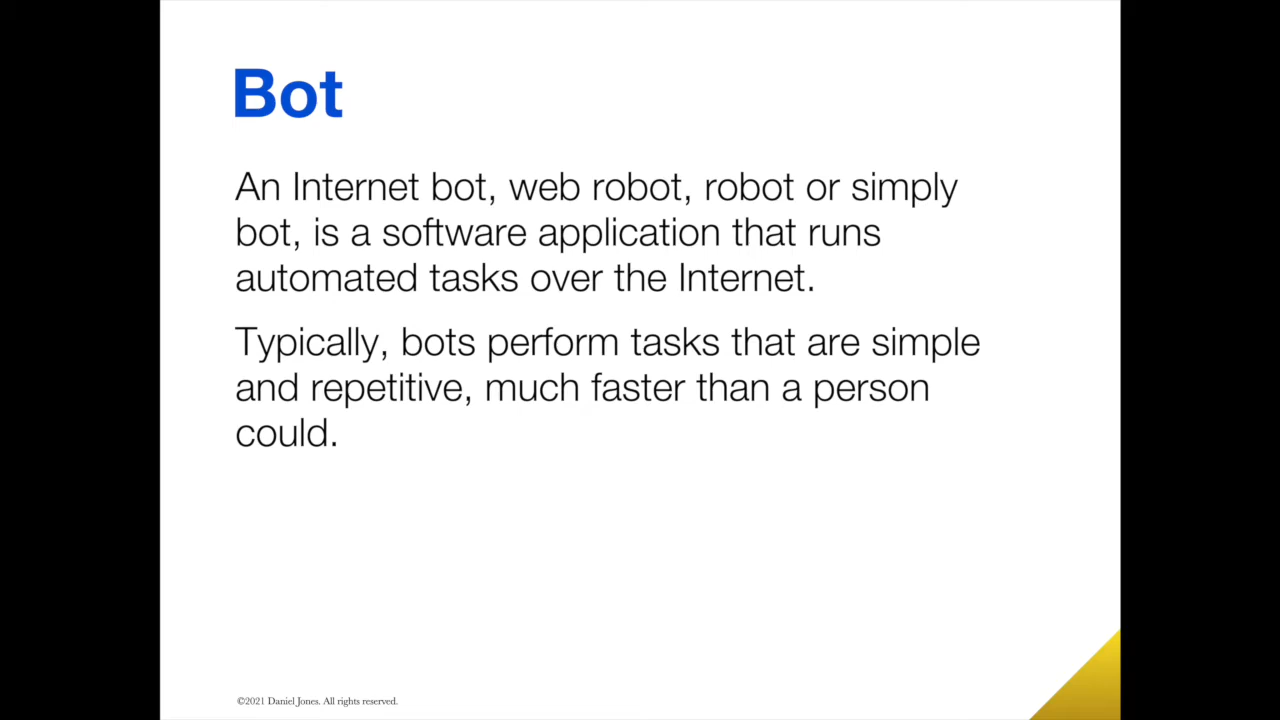 Bot
An Internet bot, web robot, robot or simply
bot, is a software application that runs
automated tasks over the Internet.
Typically, bots perform tasks that are simple
and repetitive, much faster than a person
could.
©2021 Daniel Jones. All rights reserved.